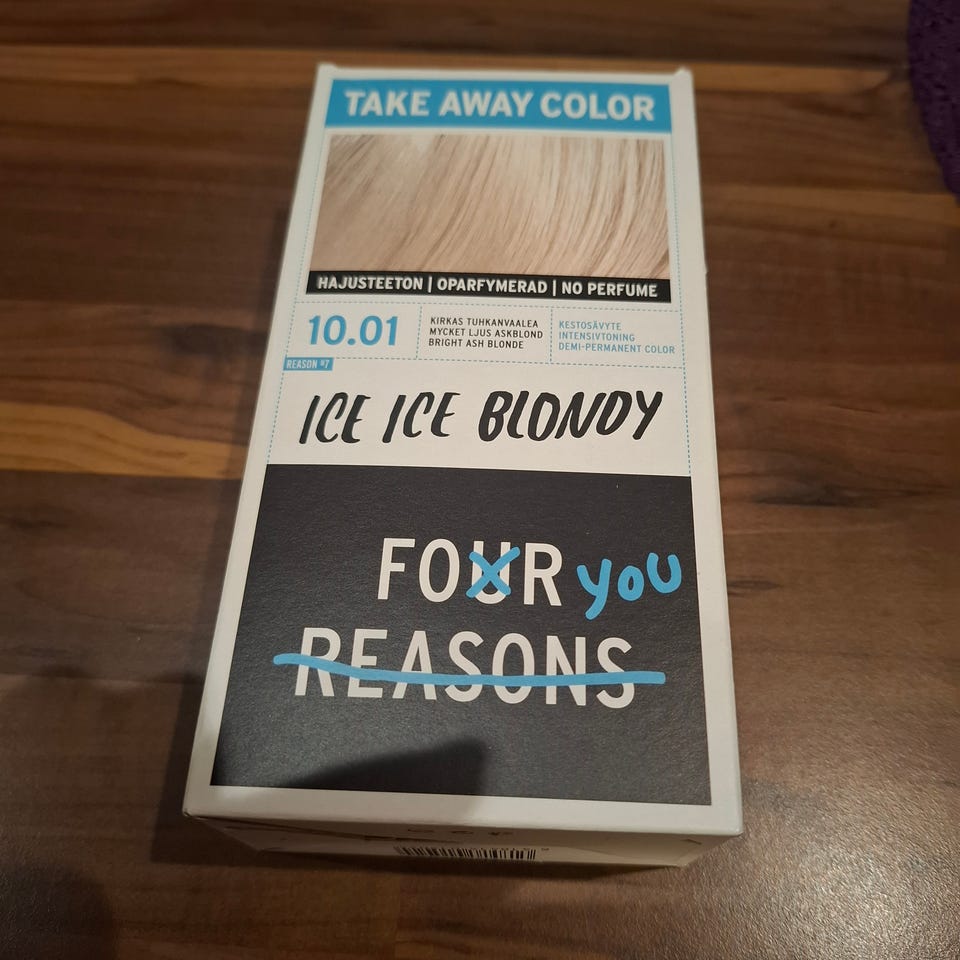 TAKE AWAY COLOR
HAJUSTEETON | OPARFYMERAD | NO PERFUME
10.01
KIRKAS TUHKANVAALEA
MYCKET LJUS ASKBLOND
BRIGHT ASH BLONDE
KESTOSÄVYTE
INTENSIVTONING
DEMI-PERMANENT COLOR
REASON #7
ICE ICE BLONDY
FOUR you
REASONS